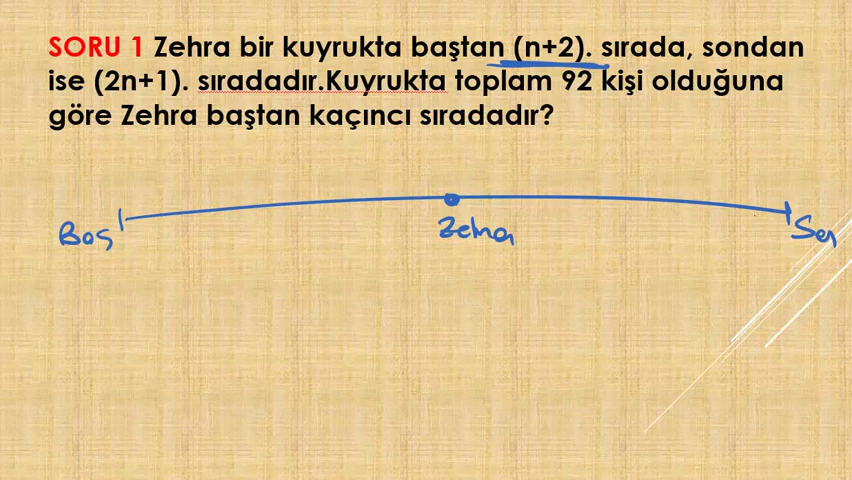 SORU 1 Zehra bir kuyrukta baştan (n+2). sırada, sondan
ise (2n+1). sıradadır.Kuyrukta toplam 92 kişi olduğuna
göre Zehra baştan kaçıncı sıradadır?
Baş Zehra Son